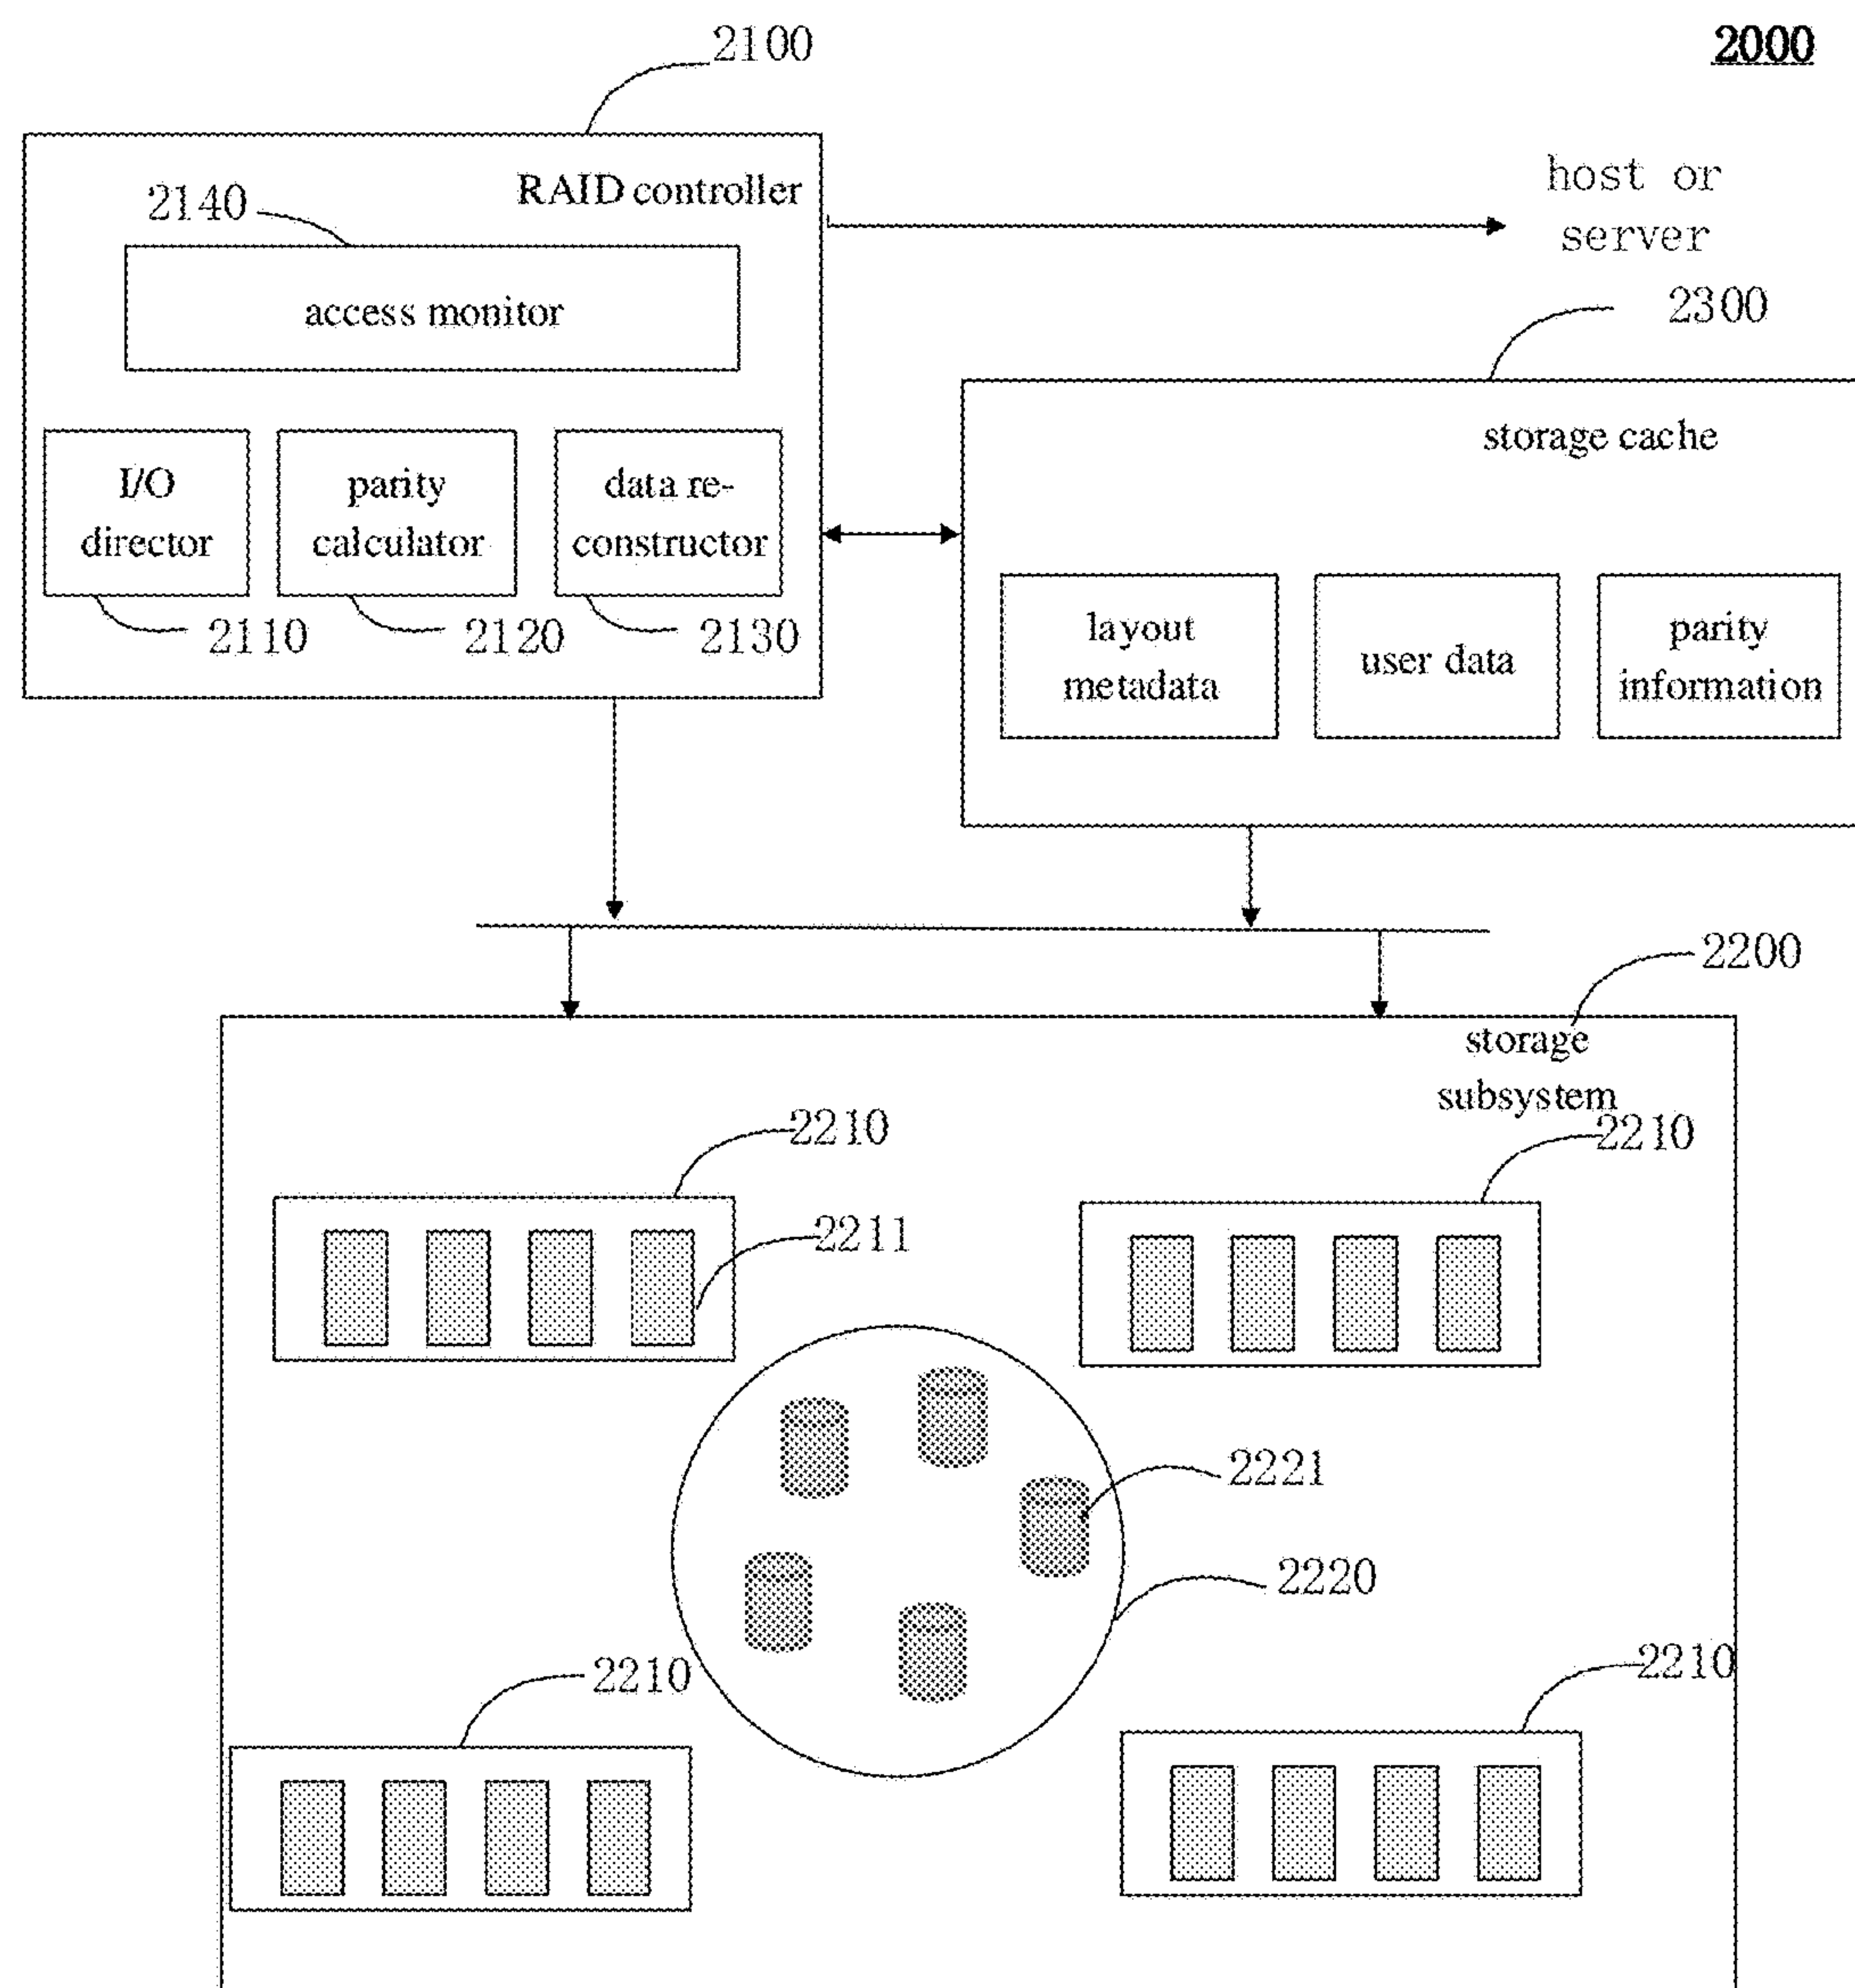 2000
2100
RAID controller
2140
access monitor
I/O
director
parity
calculator
data re-
constructor
2110
2120
2130
host or
server
2300
storage cache
layout
metadata
user data
parity
information
2200
storage
subsystem
2210
2210
2211
2221
2220
2210
2210